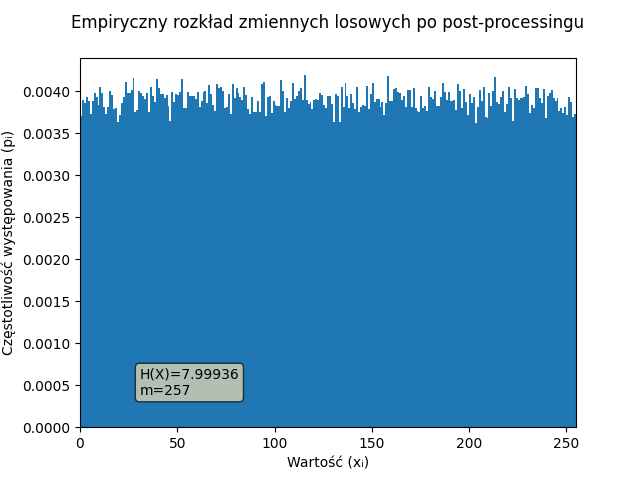 Empiryczny rozkład zmiennych losowych po post-processingu
Częstotliwość występowania (pᵢ)
0.0040
0.0035
0.0030
0.0025
0.0020
0.0015
0.0010
0.0005
0.0000
H(X)=7.99936
m=257
0 50 100 150 200 250
Wartość (xᵢ)